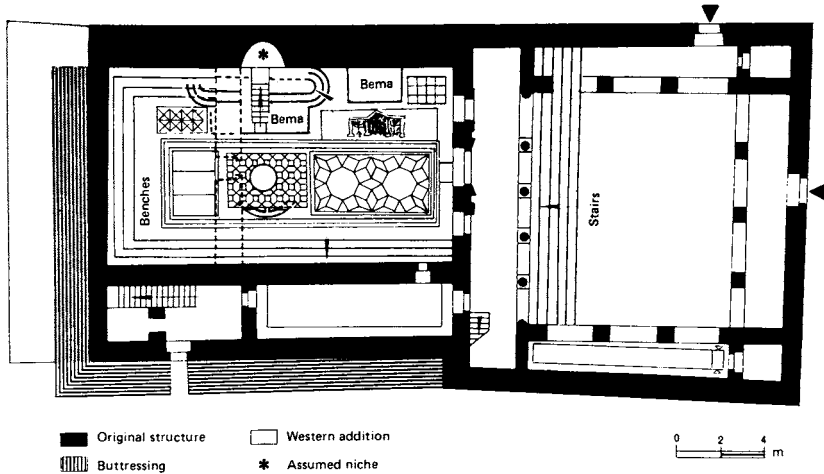 *
Bema
Bema
Benches
Stairs
Original structure
Western addition
Buttressing
* Assumed niche
0 2 4
m